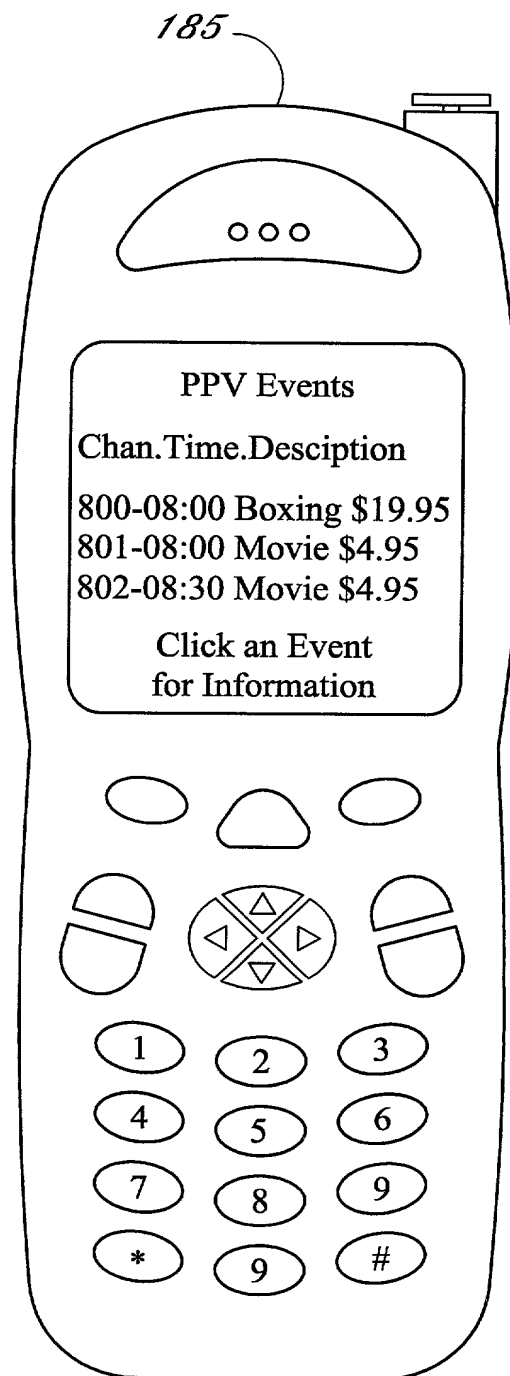 185
PPV Events
Chan.Time.Desciption
800-08:00 Boxing $19.95
801-08:00 Movie $4.95
802-08:30 Movie $4.95
Click an Event
for Information
1 2 3
4 5 6
7 8 9
* 9 #